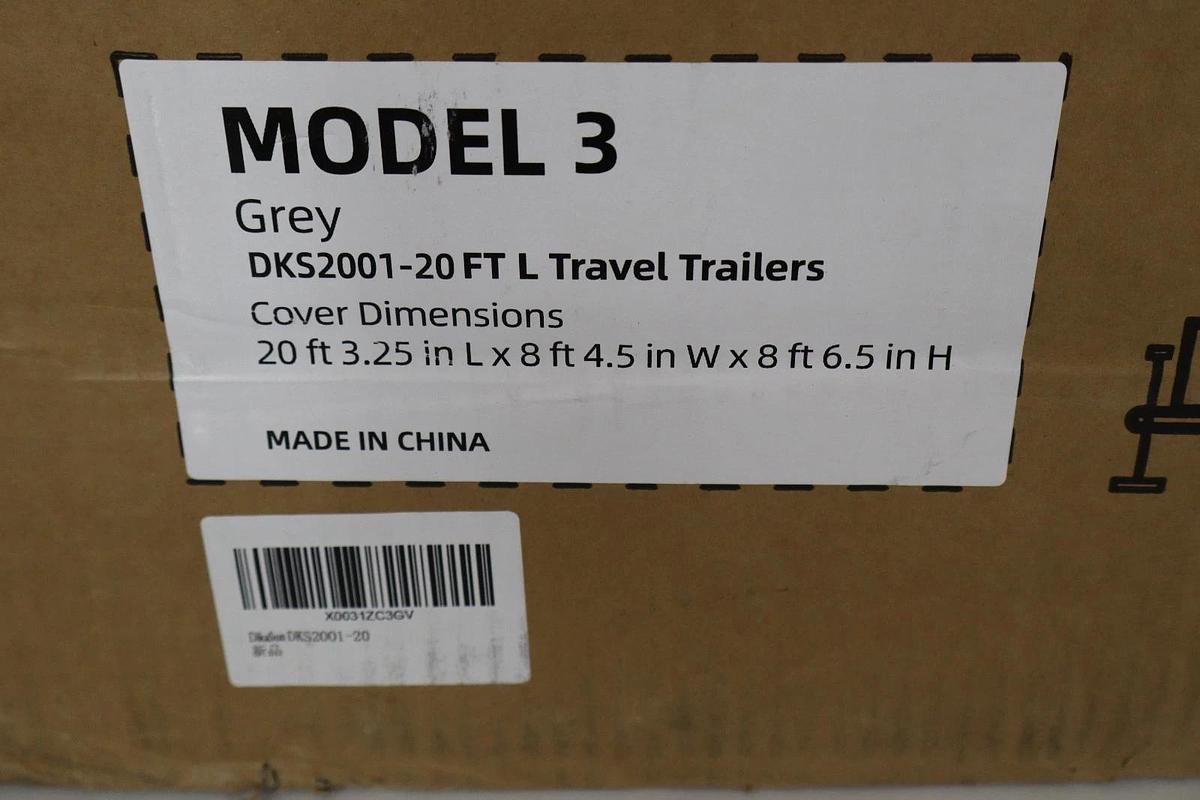 MODEL 3
Grey
DKS2001-20 FT L Travel Trailers
Cover Dimensions
20 ft 3.25 in L x 8 ft 4.5 in W x 8 ft 6.5 in H
MADE IN CHINA
X0031ZC3GV
DKS2001-20
新品